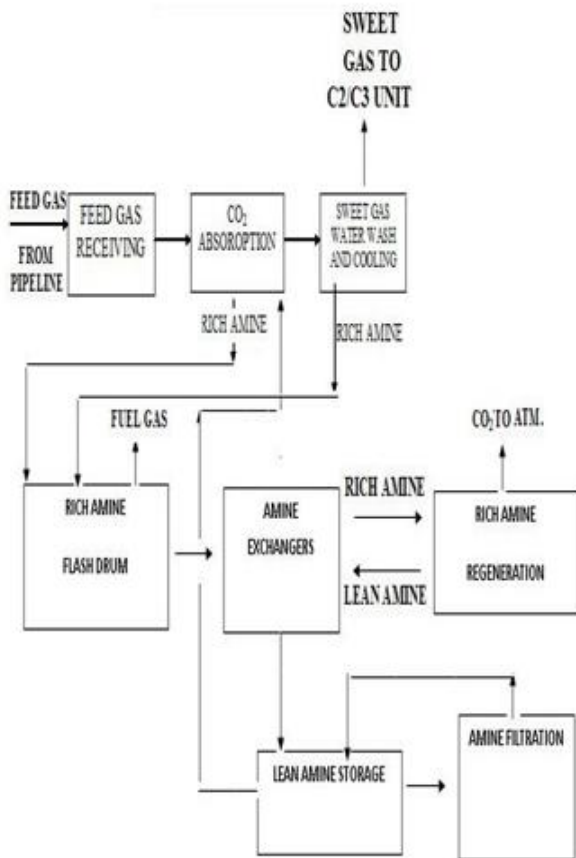 SWEET
GAS TO
C2/C3 UNIT
FEED GAS
FROM
PIPELINE
FEED GAS
RECEIVING
CO₂
ABSOROPTION
SWEET GAS
WATER WASH
AND COOLING
RICH AMINE
RICH AMINE
FUEL GAS
CO₂ TO ATM.
RICH AMINE
FLASH DRUM
AMINE
EXCHANGERS
RICH AMINE
LEAN AMINE
RICH AMINE
REGENERATION
LEAN AMINE STORAGE
AMINE FILTRATION